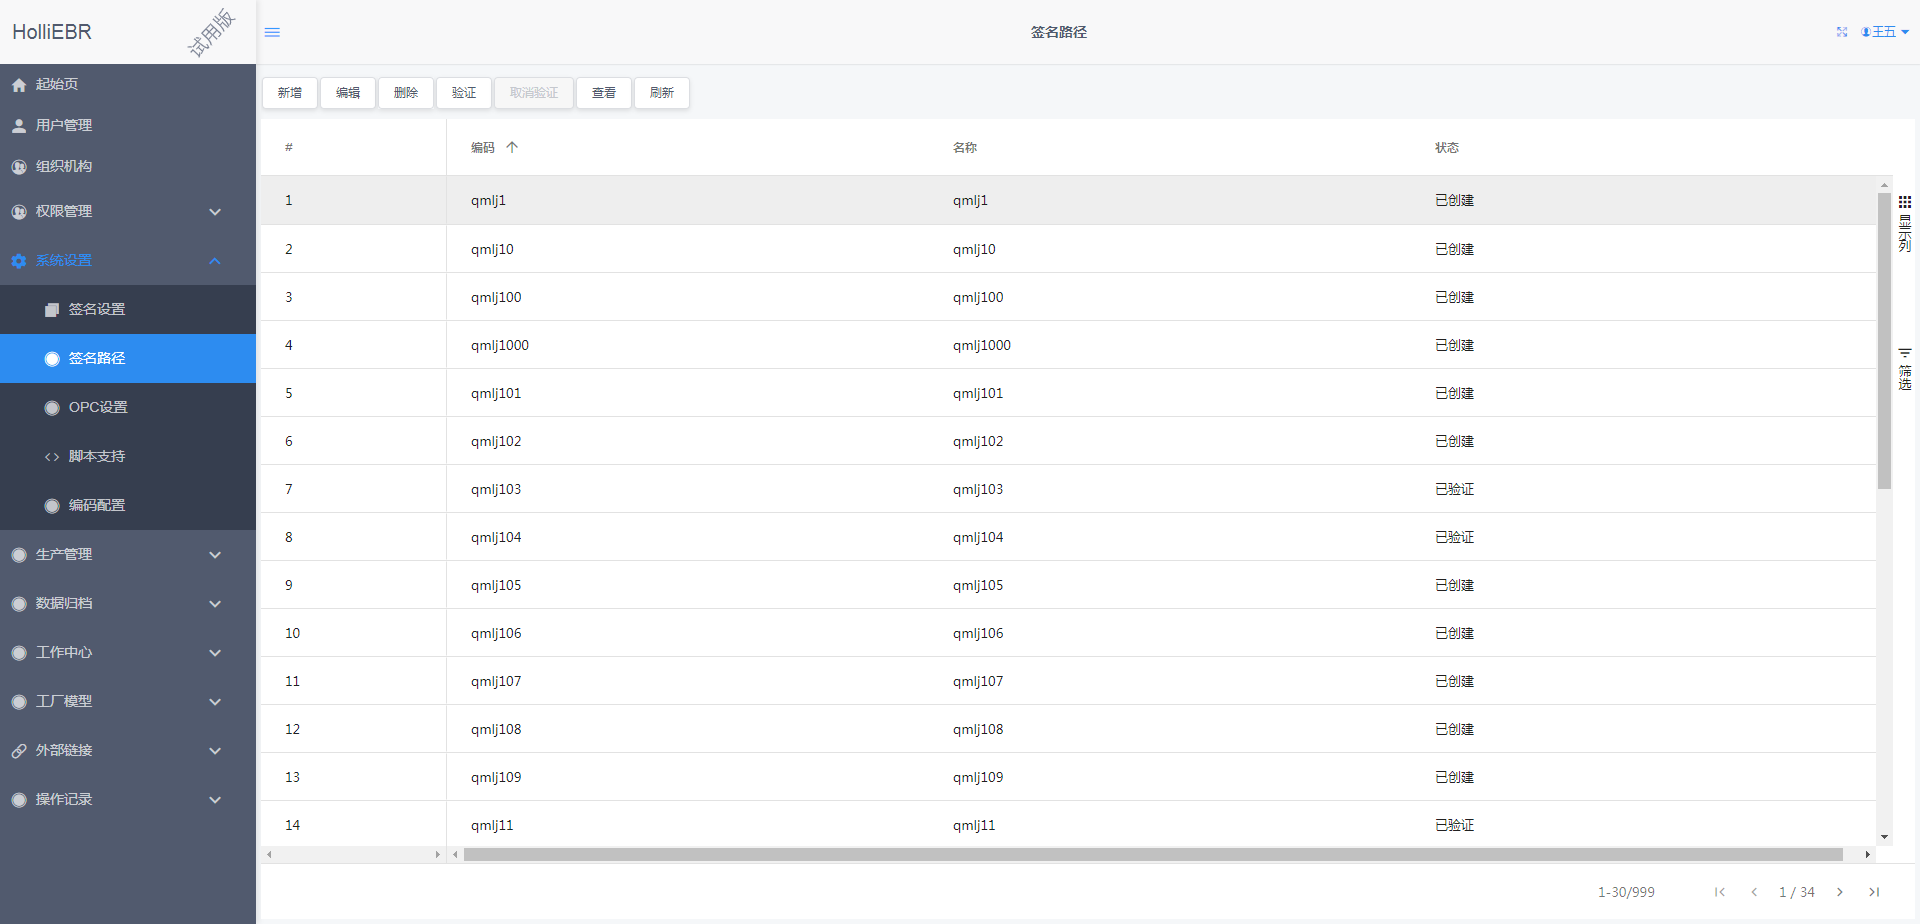 HolliEBR
试用版
签名路径
王五
起始页
用户管理
组织机构
权限管理
系统设置
签名设置
签名路径
OPC设置
脚本支持
编码配置
生产管理
数据归档
工作中心
工厂模型
外部链接
操作记录
新增 编辑 删除 验证 取消验证 查看 刷新
# 编码 名称 状态
1 qmlj1 qmlj1 已创建
2 qmlj10 qmlj10 已创建
3 qmlj100 qmlj100 已创建
4 qmlj1000 qmlj1000 已创建
5 qmlj101 qmlj101 已创建
6 qmlj102 qmlj102 已创建
7 qmlj103 qmlj103 已验证
8 qmlj104 qmlj104 已验证
9 qmlj105 qmlj105 已创建
10 qmlj106 qmlj106 已创建
11 qmlj107 qmlj107 已创建
12 qmlj108 qmlj108 已创建
13 qmlj109 qmlj109 已创建
14 qmlj11 qmlj11 已验证
显示列
筛选
1-30/999 1 / 34